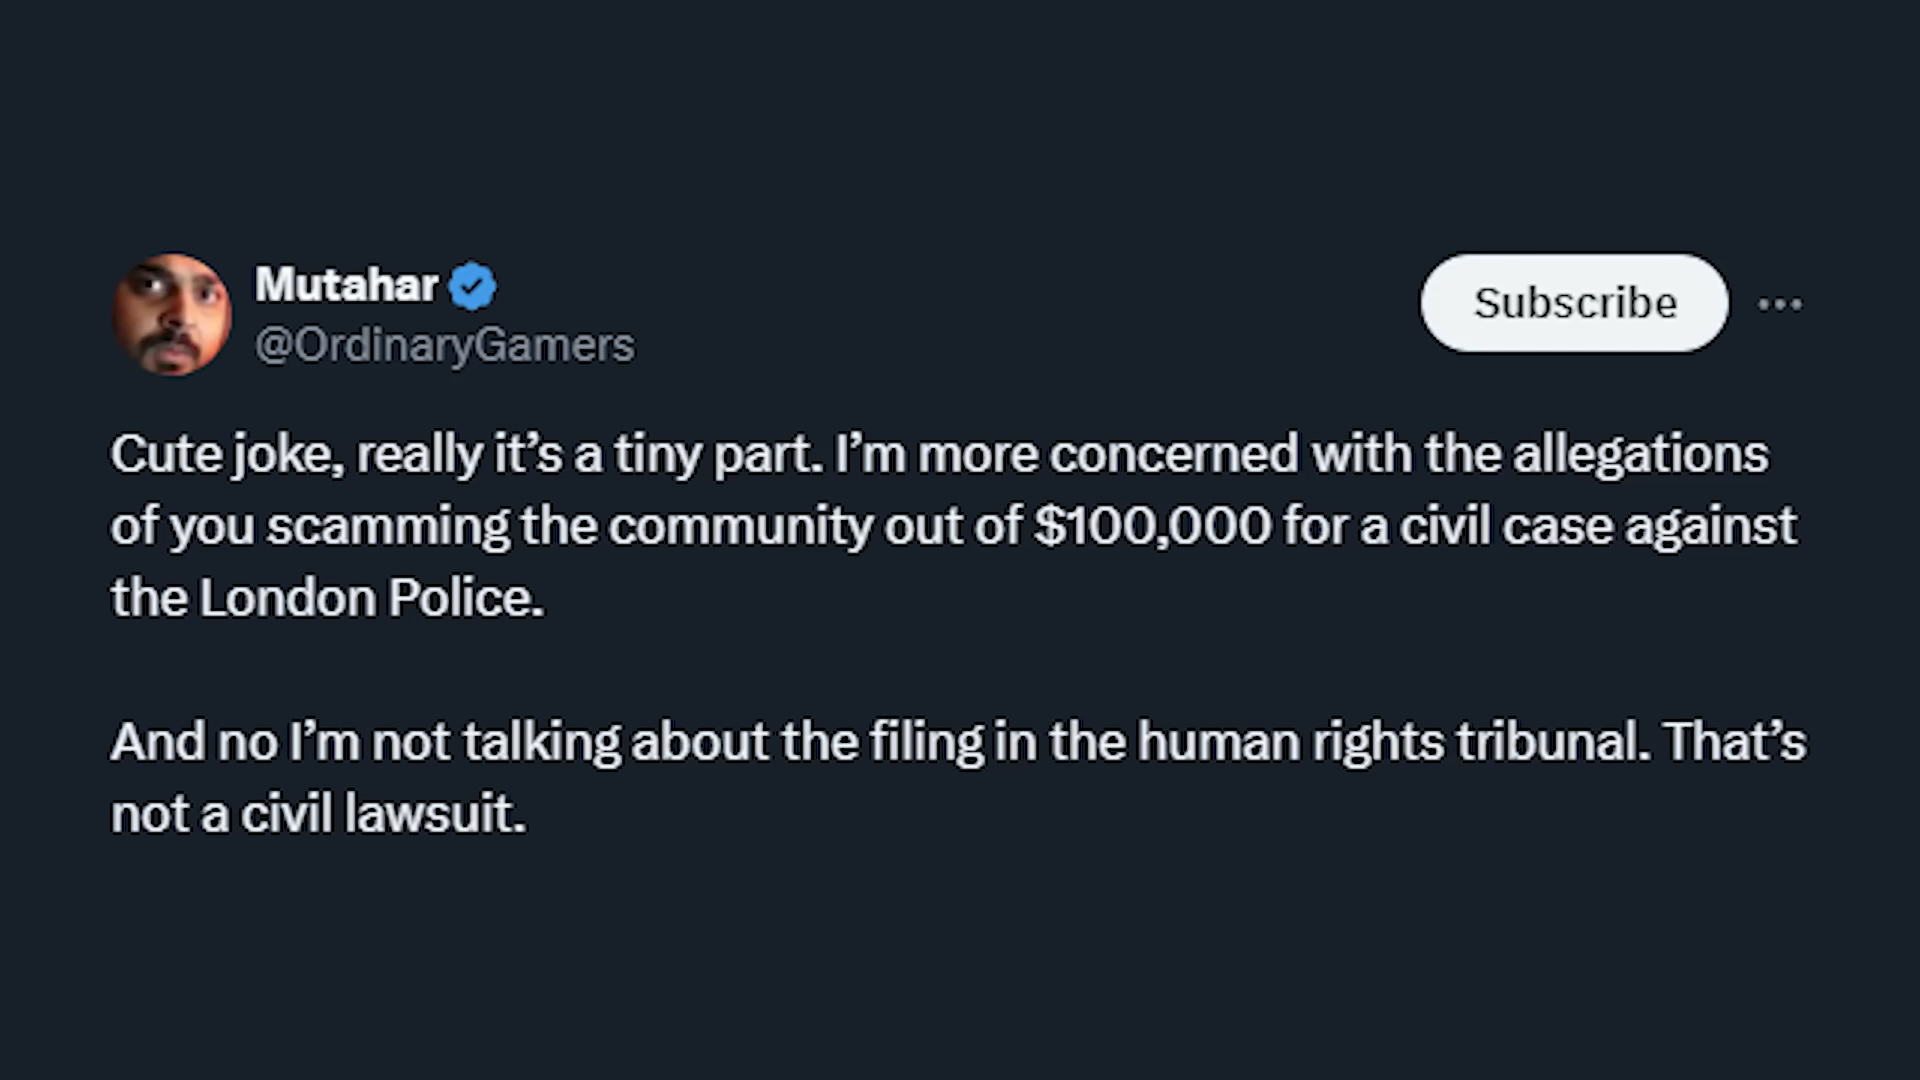 Mutahar
@OrdinaryGamers
Subscribe
Cute joke, really it’s a tiny part. I’m more concerned with the allegations
of you scamming the community out of $100,000 for a civil case against
the London Police.
And no I’m not talking about the filing in the human rights tribunal. That’s
not a civil lawsuit.